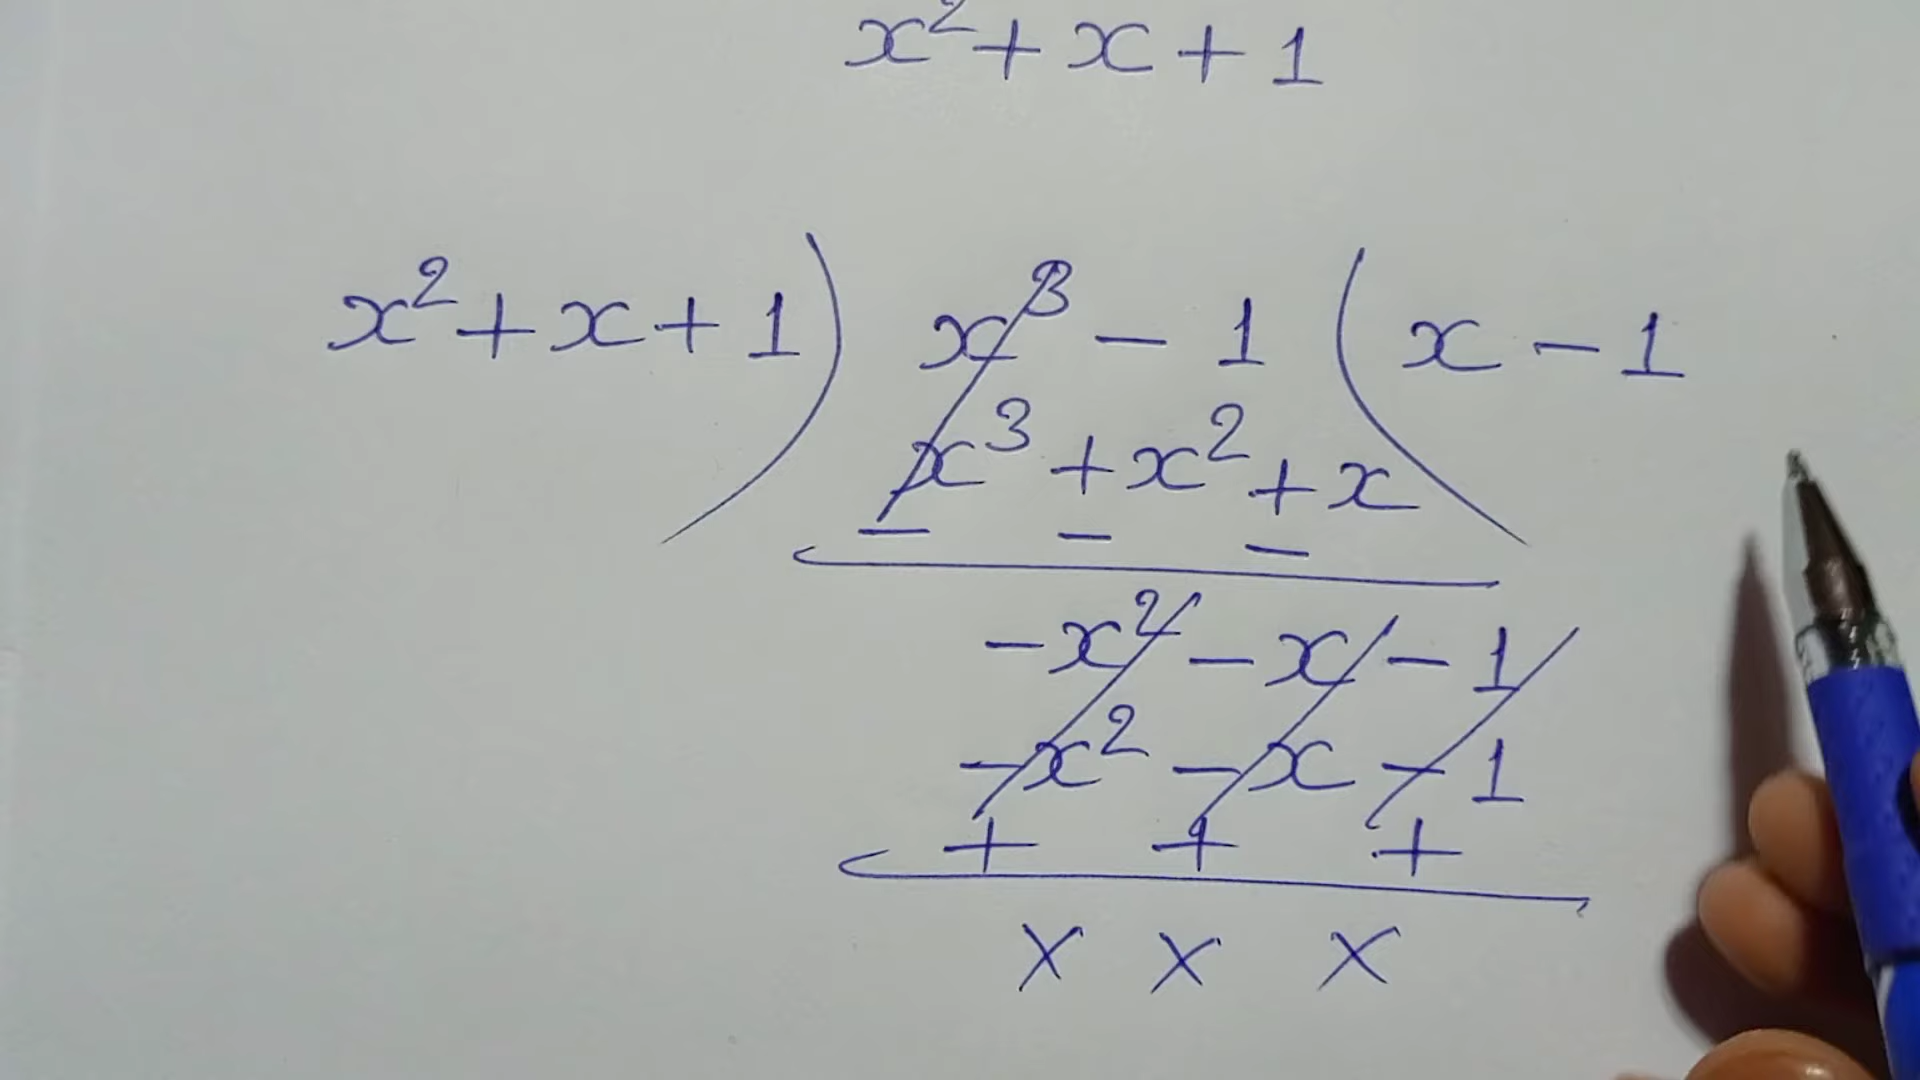 x² + x + 1
x² + x + 1 ) x³ - 1 ( x - 1
x³ + x² + x
- - -
- x² - x - 1
- x² - x - 1
+ + +
x x x